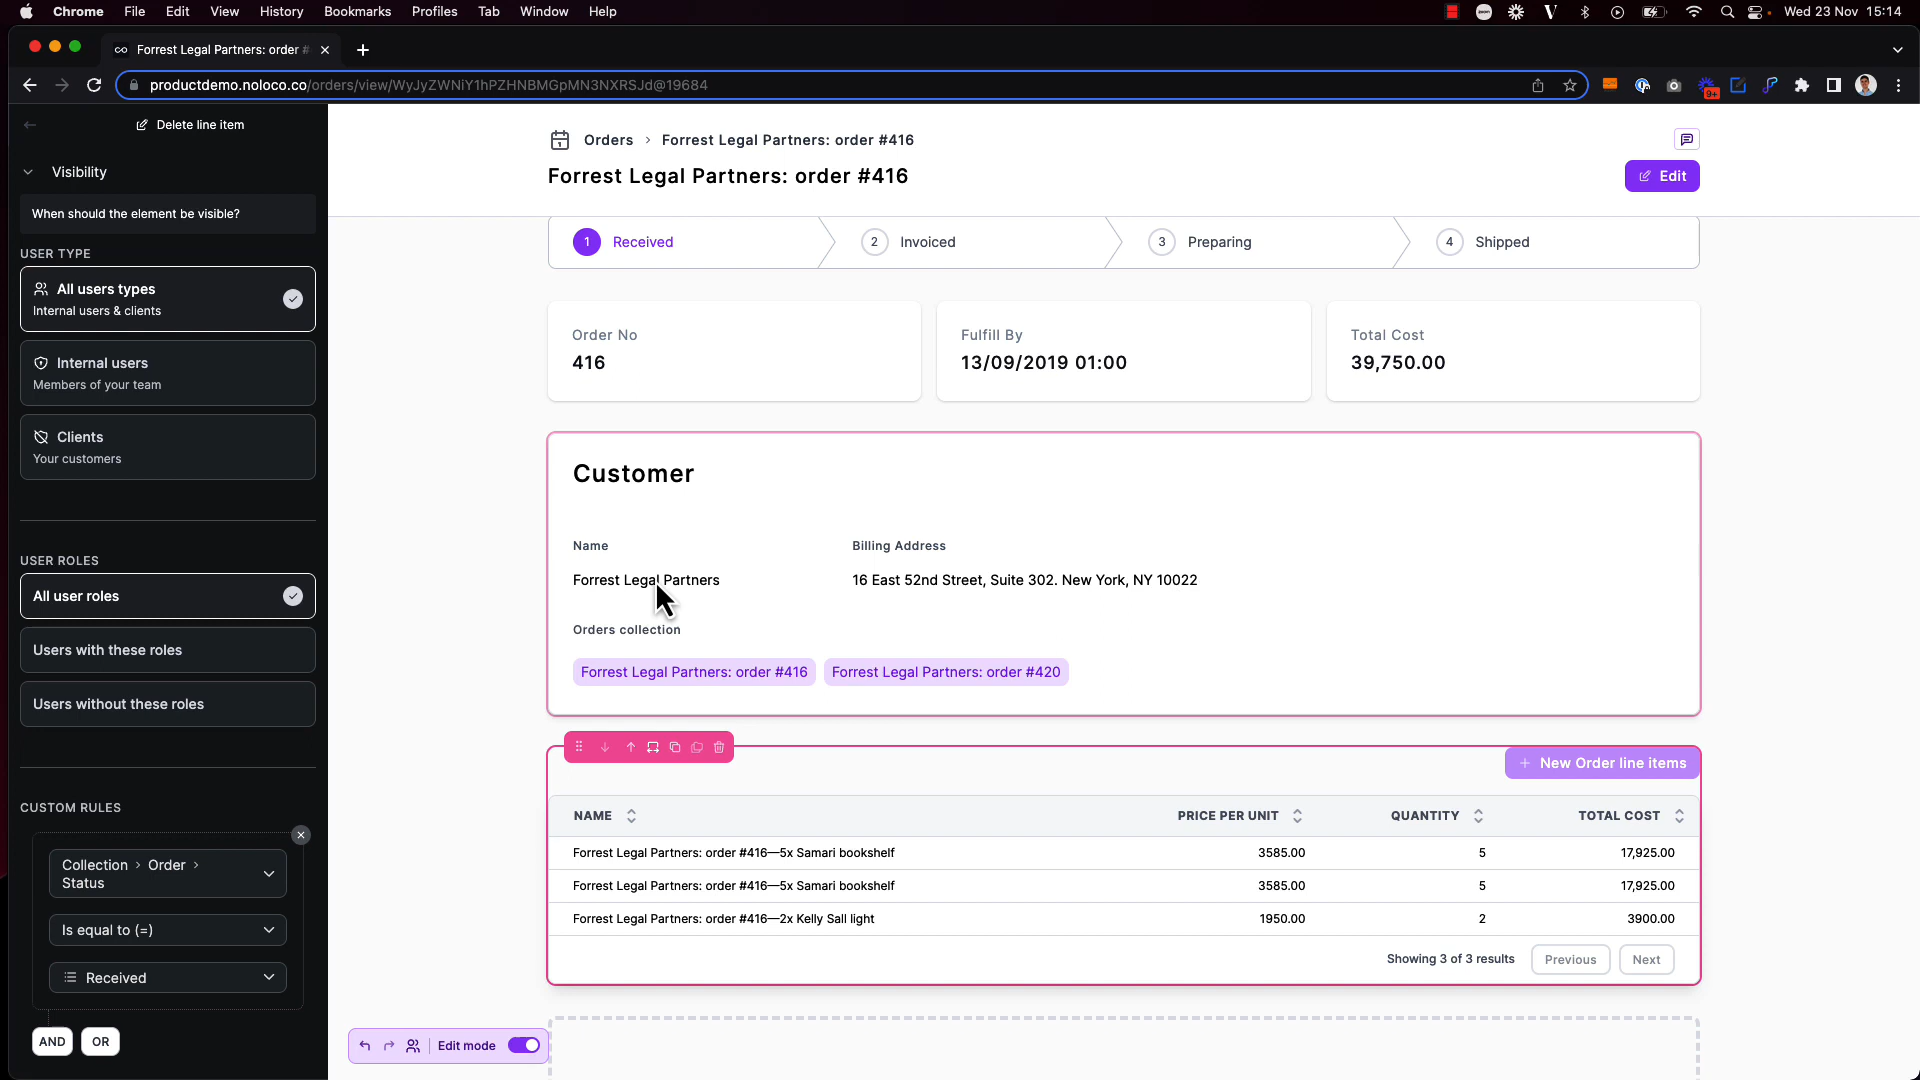 Chrome File Edit View History Bookmarks Profiles Tab Window Help
zoom
Wed 23 Nov 15:14
Forrest Legal Partners: order #
productdemo.noloco.co/orders/view/WyJyZWNiY1hPZHNBMGpMN3NXRSJd@19684
9+
Delete line item
Visibility
When should the element be visible?
USER TYPE
All users types
Internal users & clients
Internal users
Members of your team
Clients
Your customers
USER ROLES
All user roles
Users with these roles
Users without these roles
CUSTOM RULES
Collection > Order >
Status
Is equal to (=)
Received
AND OR
Orders > Forrest Legal Partners: order #416
Forrest Legal Partners: order #416
Edit
1 Received 2 Invoiced 3 Preparing 4 Shipped
Order No
416
Fulfill By
13/09/2019 01:00
Total Cost
39,750.00
Customer
Name Billing Address
Forrest Legal Partners 16 East 52nd Street, Suite 302. New York, NY 10022
Orders collection
Forrest Legal Partners: order #416 Forrest Legal Partners: order #420
+ New Order line items
NAME PRICE PER UNIT QUANTITY TOTAL COST
Forrest Legal Partners: order #416—5x Samari bookshelf 3585.00 5 17,925.00
Forrest Legal Partners: order #416—5x Samari bookshelf 3585.00 5 17,925.00
Forrest Legal Partners: order #416—2x Kelly Sall light 1950.00 2 3900.00
Showing 3 of 3 results Previous Next
Edit mode